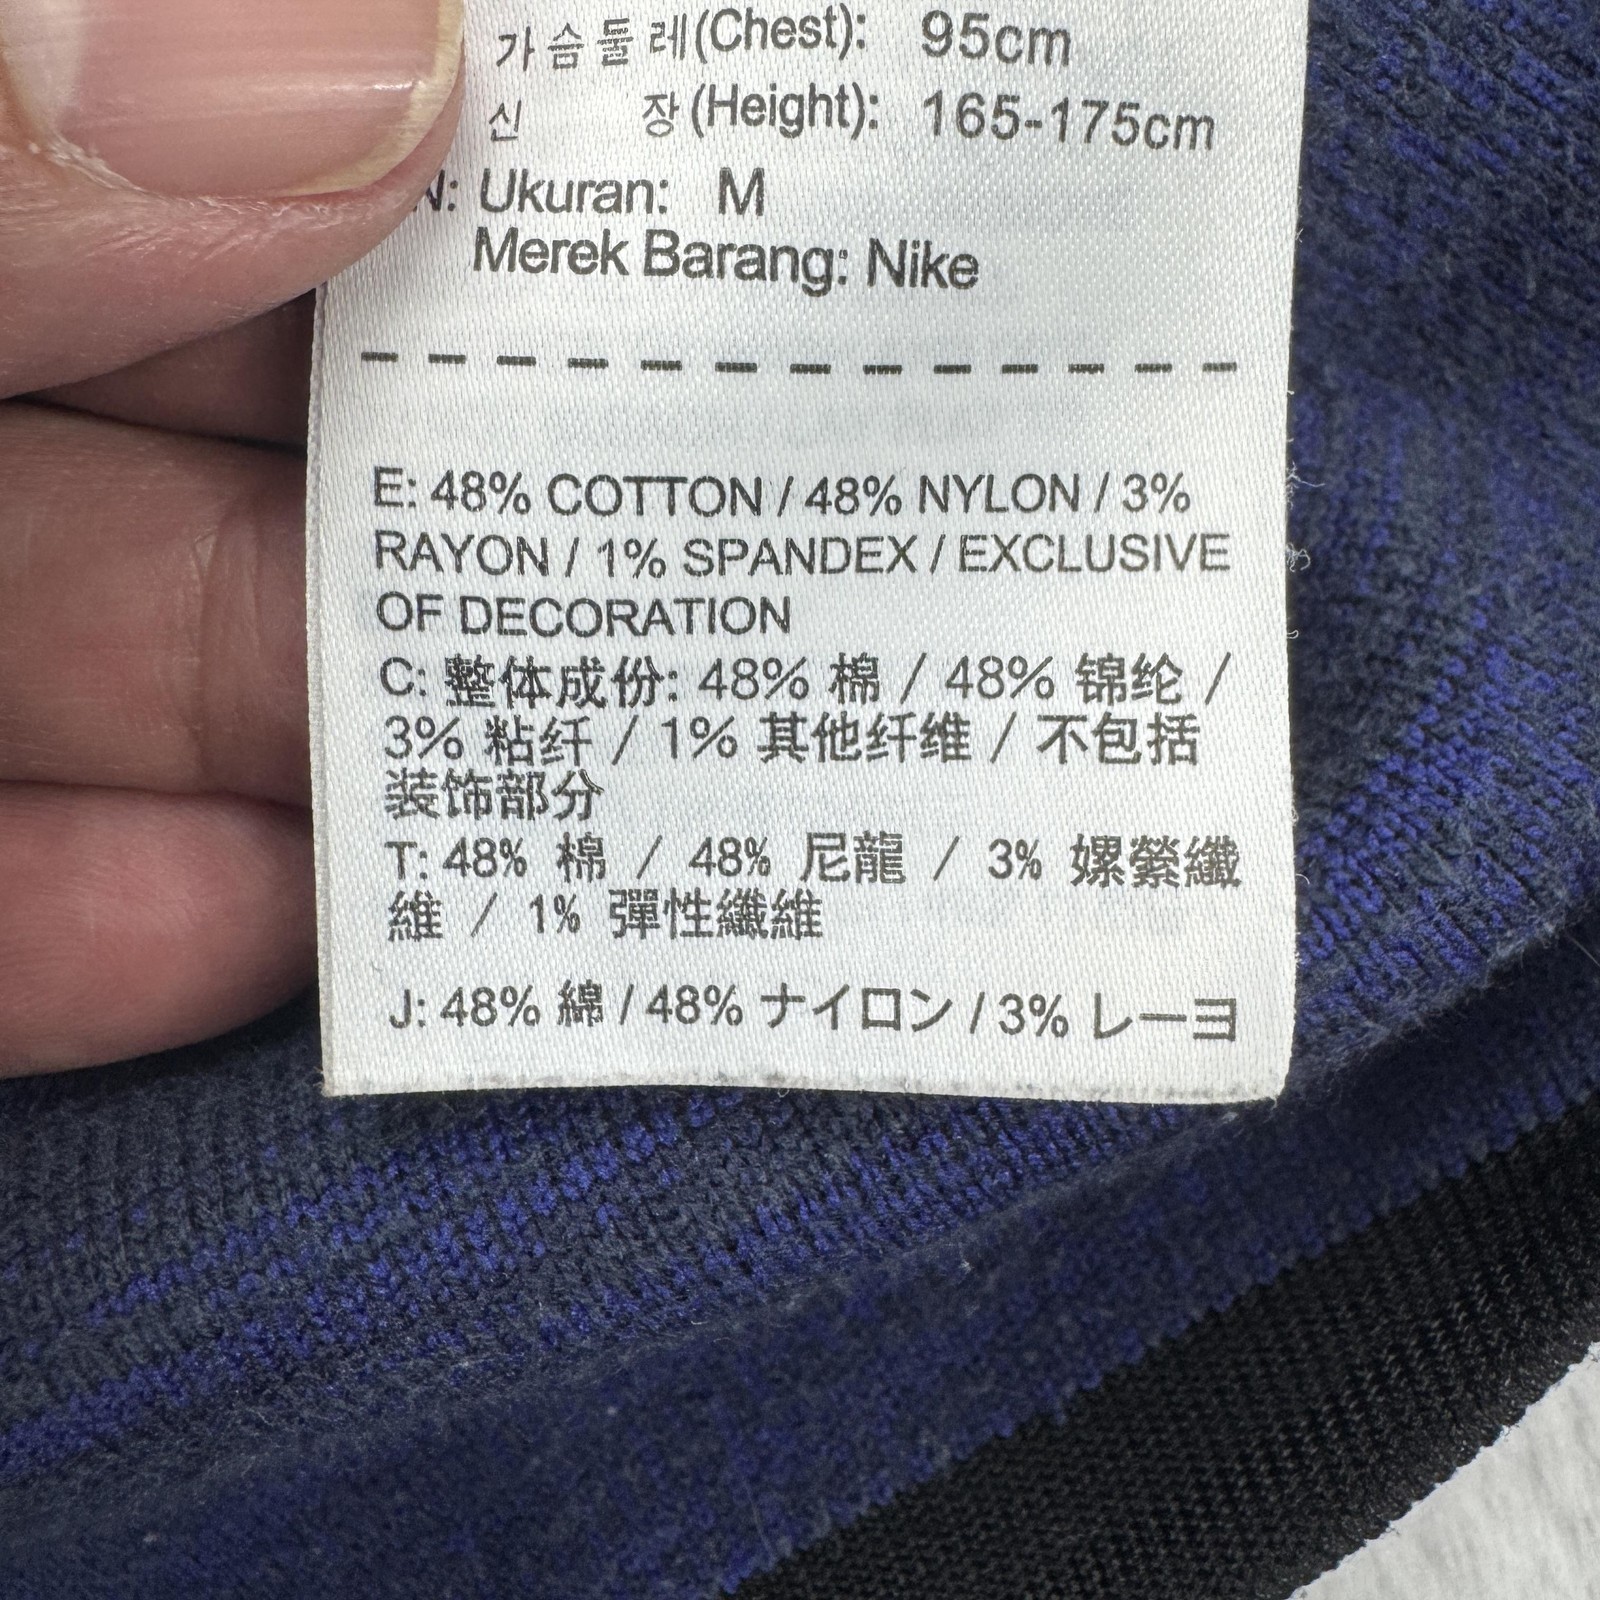 가슴둘레(Chest): 95cm
신 장(Height): 165-175cm
N: Ukuran: M
Merek Barang: Nike
E: 48% COTTON / 48% NYLON / 3%
RAYON / 1% SPANDEX / EXCLUSIVE
OF DECORATION
C: 整体成份: 48% 棉 / 48% 锦纶 /
3% 粘纤 / 1% 其他纤维 / 不包括
装饰部分
T: 48% 棉 / 48% 尼龍 / 3% 嫘縈纖
維 / 1% 彈性纖維
J: 48% 綿 / 48% ナイロン / 3% レーヨ